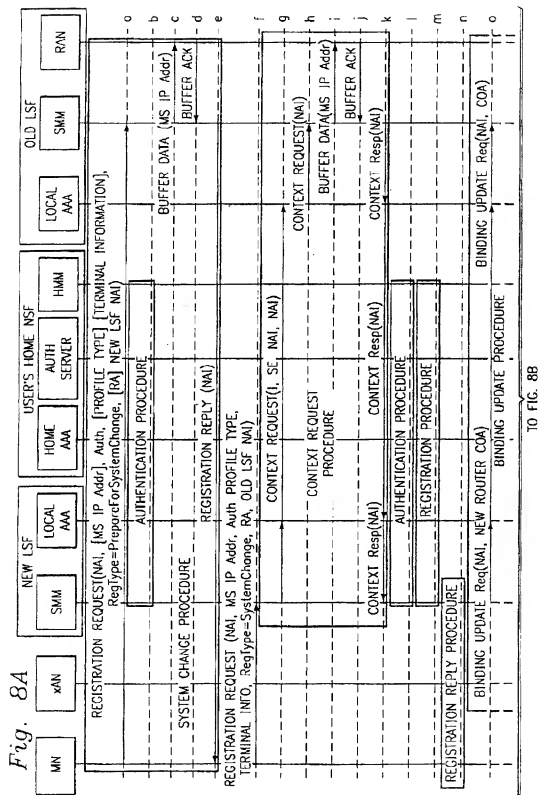 Fig. 8A
NEW LSF
USER'S HOME NSF
OLD LSF
MN
xAN
SMM
LOCAL
AAA
HOME
AAA
AUTH
SERVER
HMM
LOCAL
AAA
SMM
RAN
REGISTRATION REQUEST(NAI, [MS IP Addr], Auth, [PROFILE TYPE] [TERMINAL INFORMATION],
RegType=PrepareForSystemChange, [RA] NEW LSF NAI)
a
AUTHENTICATION PROCEDURE
b
BUFFER DATA (MS IP Addr)
c
SYSTEM CHANGE PROCEDURE
BUFFER ACK
d
REGISTRATION REPLY (NAI)
e
REGISTRATION REQUEST (NAI, MS IP Addr, Auth PROFILE TYPE,
TERMINAL INFO, RegType=SystemChange, RA, OLD LSF NAI)
f
CONTEXT REQUEST(I, SE, NAI, NAI)
g
CONTEXT REQUEST(NAI)
h
CONTEXT REQUEST
PROCEDURE
BUFFER DATA(MS IP Addr)
i
BUFFER ACK
j
CONTEXT Resp(NAI)
CONTEXT Resp(NAI)
CONTEXT Resp(NAI)
k
AUTHENTICATION PROCEDURE
l
REGISTRATION PROCEDURE
m
REGISTRATION REPLY PROCEDURE
n
BINDING UPDATE Req(NAI, NEW ROUTER COA)
BINDING UPDATE Req(NAI, COA)
o
BINDING UPDATE PROCEDURE
TO FIG. 8B